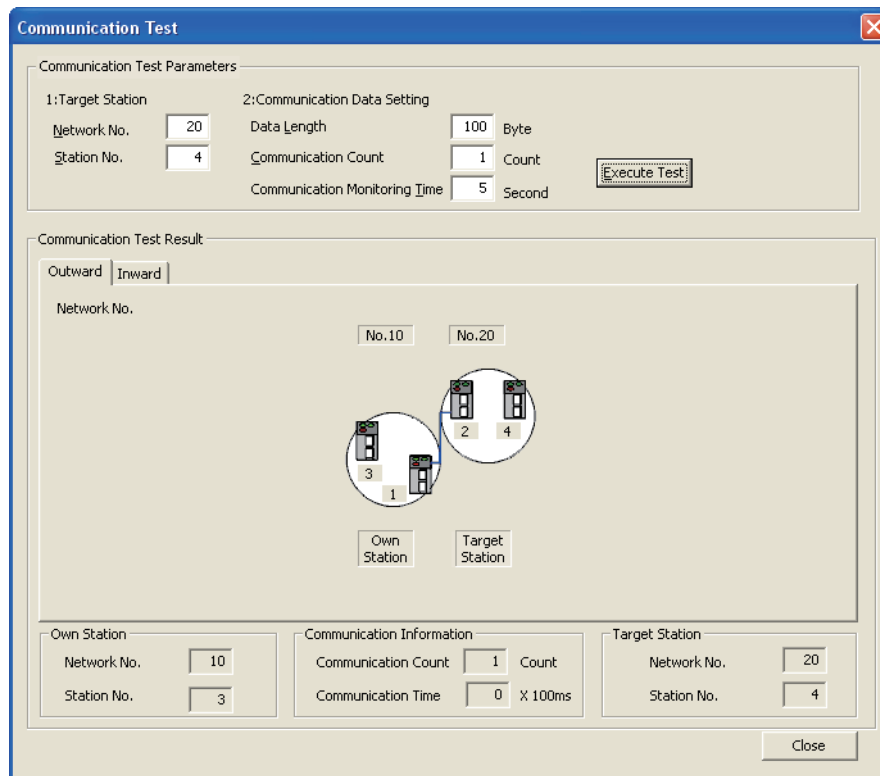 Communication Test
Communication Test Parameters
1:Target Station 2:Communication Data Setting
Network No. 20 Data Length 100 Byte
Station No. 4 Communication Count 1 Count
Execute Test
Communication Monitoring Time 5 Second
Communication Test Result
Outward Inward
Network No.
No.10 No.20
2 4
3
1
Own Station Target Station
Own Station Communication Information Target Station
Network No. 10 Communication Count 1 Count Network No. 20
Station No. 3 Communication Time 0 X 100ms Station No. 4
Close